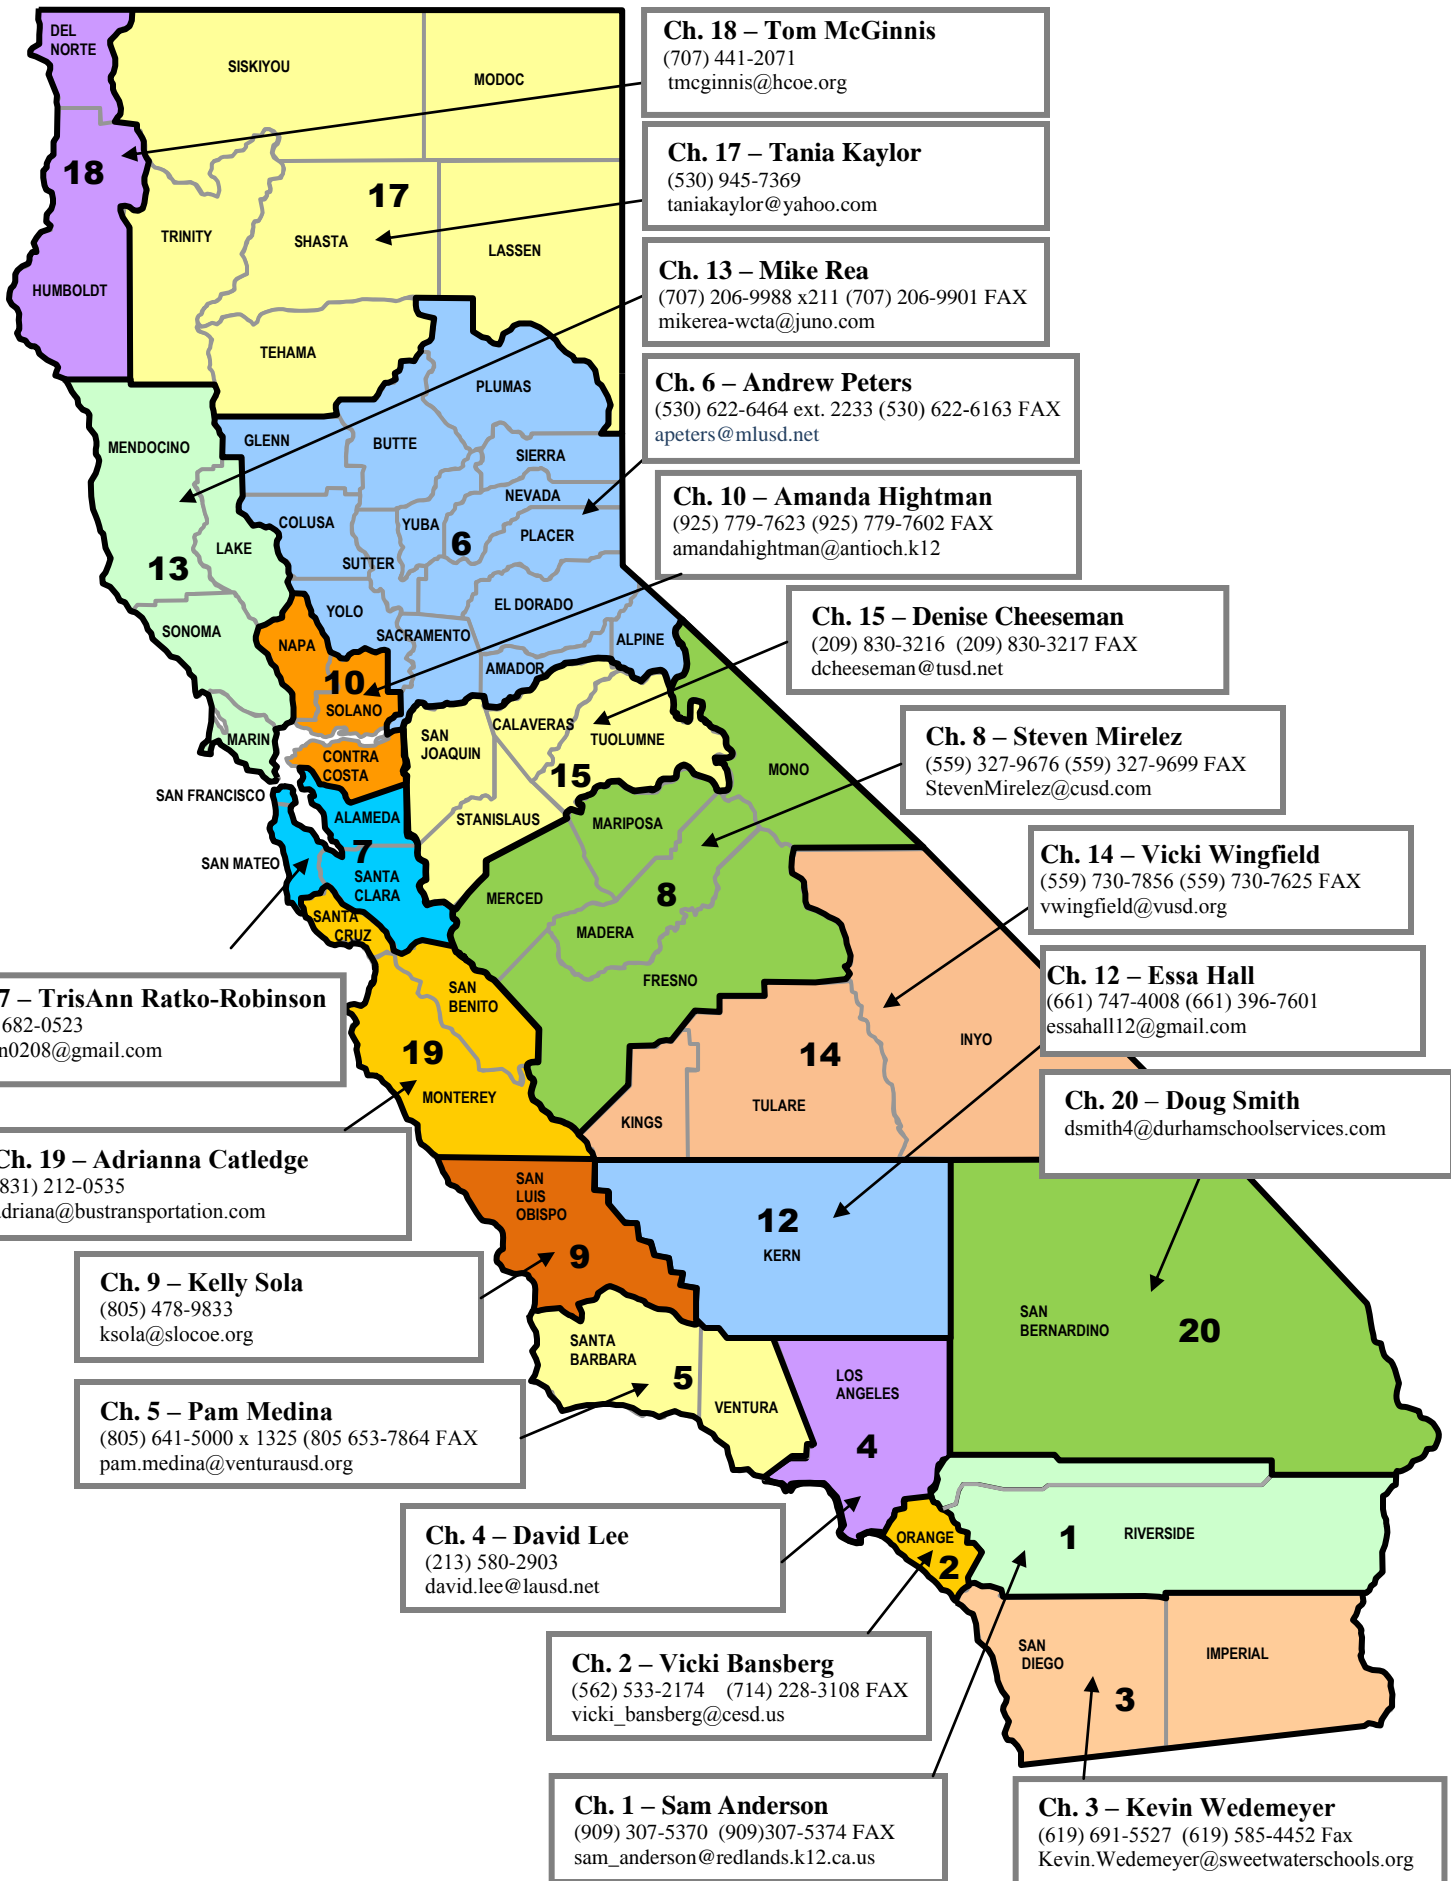 DEL
NORTE
SISKIYOU
MODOC
18
17
TRINITY
SHASTA
LASSEN
HUMBOLDT
TEHAMA
PLUMAS
MENDOCINO
GLENN
BUTTE
SIERRA
NEVADA
COLUSA
YUBA
6
PLACER
LAKE
13
SUTTER
YOLO
EL DORADO
SONOMA
NAPA
SACRAMENTO
ALPINE
AMADOR
10
SOLANO
MARIN
CONTRA
COSTA
SAN
JOAQUIN
CALAVERAS
TUOLUMNE
15
MONO
SAN FRANCISCO
ALAMEDA
STANISLAUS
MARIPOSA
7
SAN MATEO
SANTA
CLARA
MERCED
8
SANTA
CRUZ
MADERA
SAN
BENITO
FRESNO
19
MONTEREY
14
INYO
KINGS
TULARE
SAN
LUIS
OBISPO
9
12
KERN
SAN
BERNARDINO
20
SANTA
BARBARA
5
VENTURA
LOS
ANGELES
4
ORANGE
2
1
RIVERSIDE
SAN
DIEGO
3
IMPERIAL
Ch. 18 – Tom McGinnis
(707) 441-2071
tmcginnis@hcoe.org
Ch. 17 – Tania Kaylor
(530) 945-7369
taniakaylor@yahoo.com
Ch. 13 – Mike Rea
(707) 206-9988 x211 (707) 206-9901 FAX
mikerea-wcta@juno.com
Ch. 6 – Andrew Peters
(530) 622-6464 ext. 2233 (530) 622-6163 FAX
apeters@mlusd.net
Ch. 10 – Amanda Hightman
(925) 779-7623 (925) 779-7602 FAX
amandahightman@antioch.k12
Ch. 15 – Denise Cheeseman
(209) 830-3216 (209) 830-3217 FAX
dcheeseman@tusd.net
Ch. 8 – Steven Mirelez
(559) 327-9676 (559) 327-9699 FAX
StevenMirelez@cusd.com
Ch. 14 – Vicki Wingfield
(559) 730-7856 (559) 730-7625 FAX
vwingfield@vusd.org
Ch. 12 – Essa Hall
(661) 747-4008 (661) 396-7601
essahall12@gmail.com
Ch. 20 – Doug Smith
dsmith4@durhamschoolservices.com
7 – TrisAnn Ratko-Robinson
682-0523
n0208@gmail.com
Ch. 19 – Adrianna Catledge
831) 212-0535
adriana@bustransportation.com
Ch. 9 – Kelly Sola
(805) 478-9833
ksola@slocoe.org
Ch. 5 – Pam Medina
(805) 641-5000 x 1325 (805 653-7864 FAX
pam.medina@venturausd.org
Ch. 4 – David Lee
(213) 580-2903
david.lee@lausd.net
Ch. 2 – Vicki Bansberg
(562) 533-2174 (714) 228-3108 FAX
vicki_bansberg@cesd.us
Ch. 1 – Sam Anderson
(909) 307-5370 (909)307-5374 FAX
sam_anderson@redlands.k12.ca.us
Ch. 3 – Kevin Wedemeyer
(619) 691-5527 (619) 585-4452 Fax
Kevin.Wedemeyer@sweetwaterschools.org